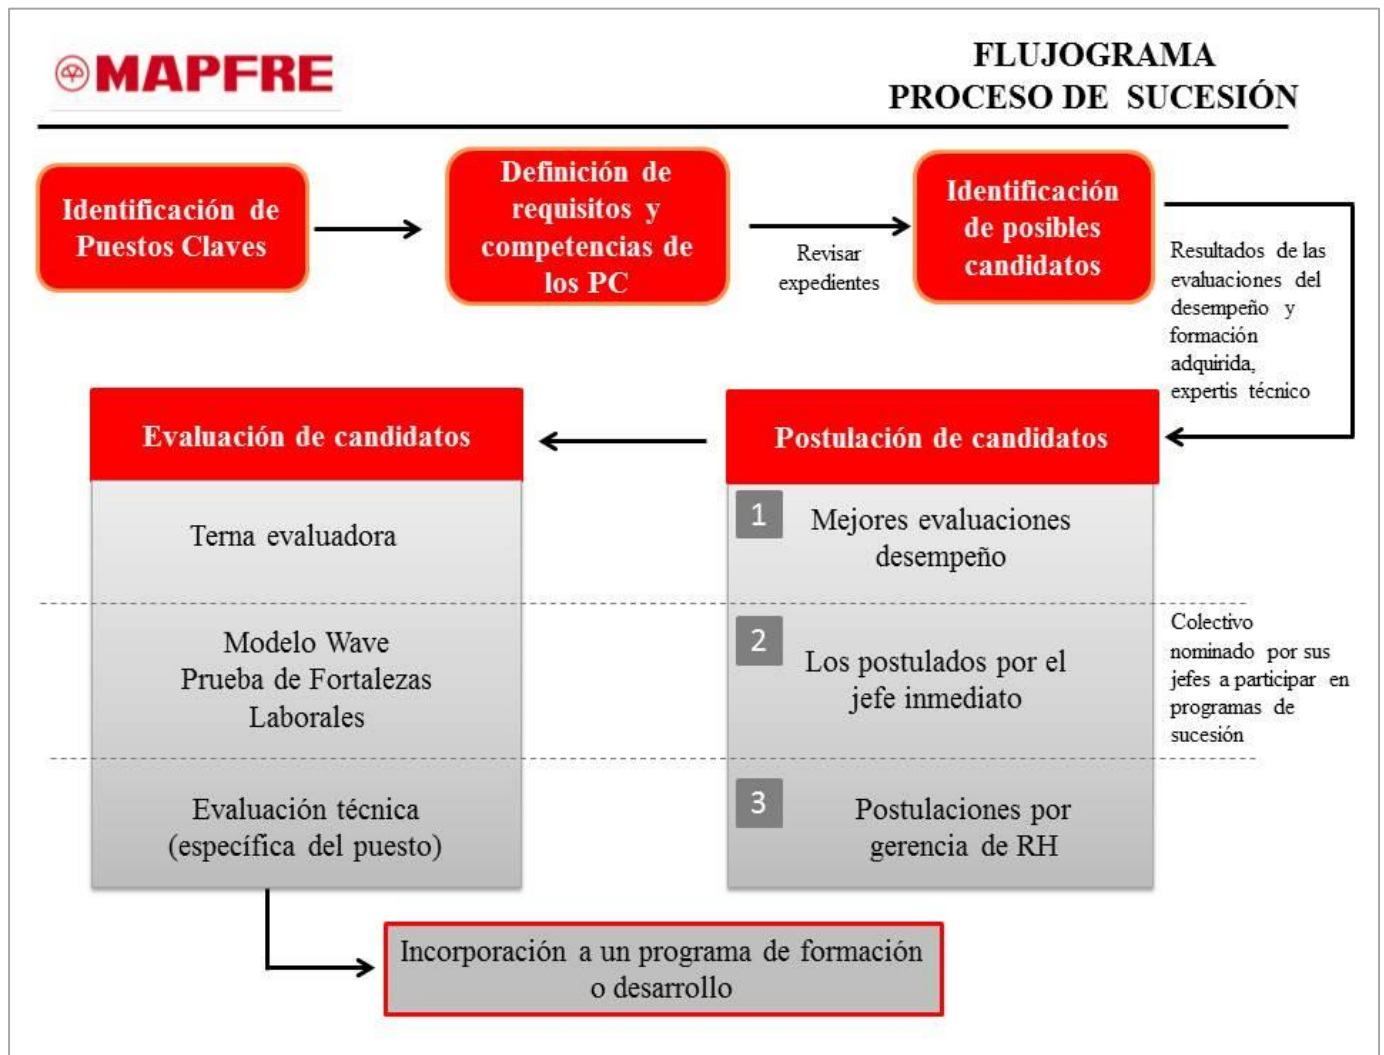 MAPFRE
FLUJOGRAMA
PROCESO DE SUCESIÓN
Identificación de
Puestos Claves
Definición de
requisitos y
competencias de
los PC
Revisar
expedientes
Identificación
de posibles
candidatos
Resultados de las
evaluaciones del
desempeño y
formación
adquirida,
expertis técnico
Postulación de candidatos
1
Mejores evaluaciones
desempeño
2
Los postulados por el
jefe inmediato
3
Postulaciones por
gerencia de RH
Colectivo
nominado por sus
jefes a participar en
programas de
sucesión
Evaluación de candidatos
Terna evaluadora
Modelo Wave
Prueba de Fortalezas
Laborales
Evaluación técnica
(específica del puesto)
Incorporación a un programa de formación
o desarrollo